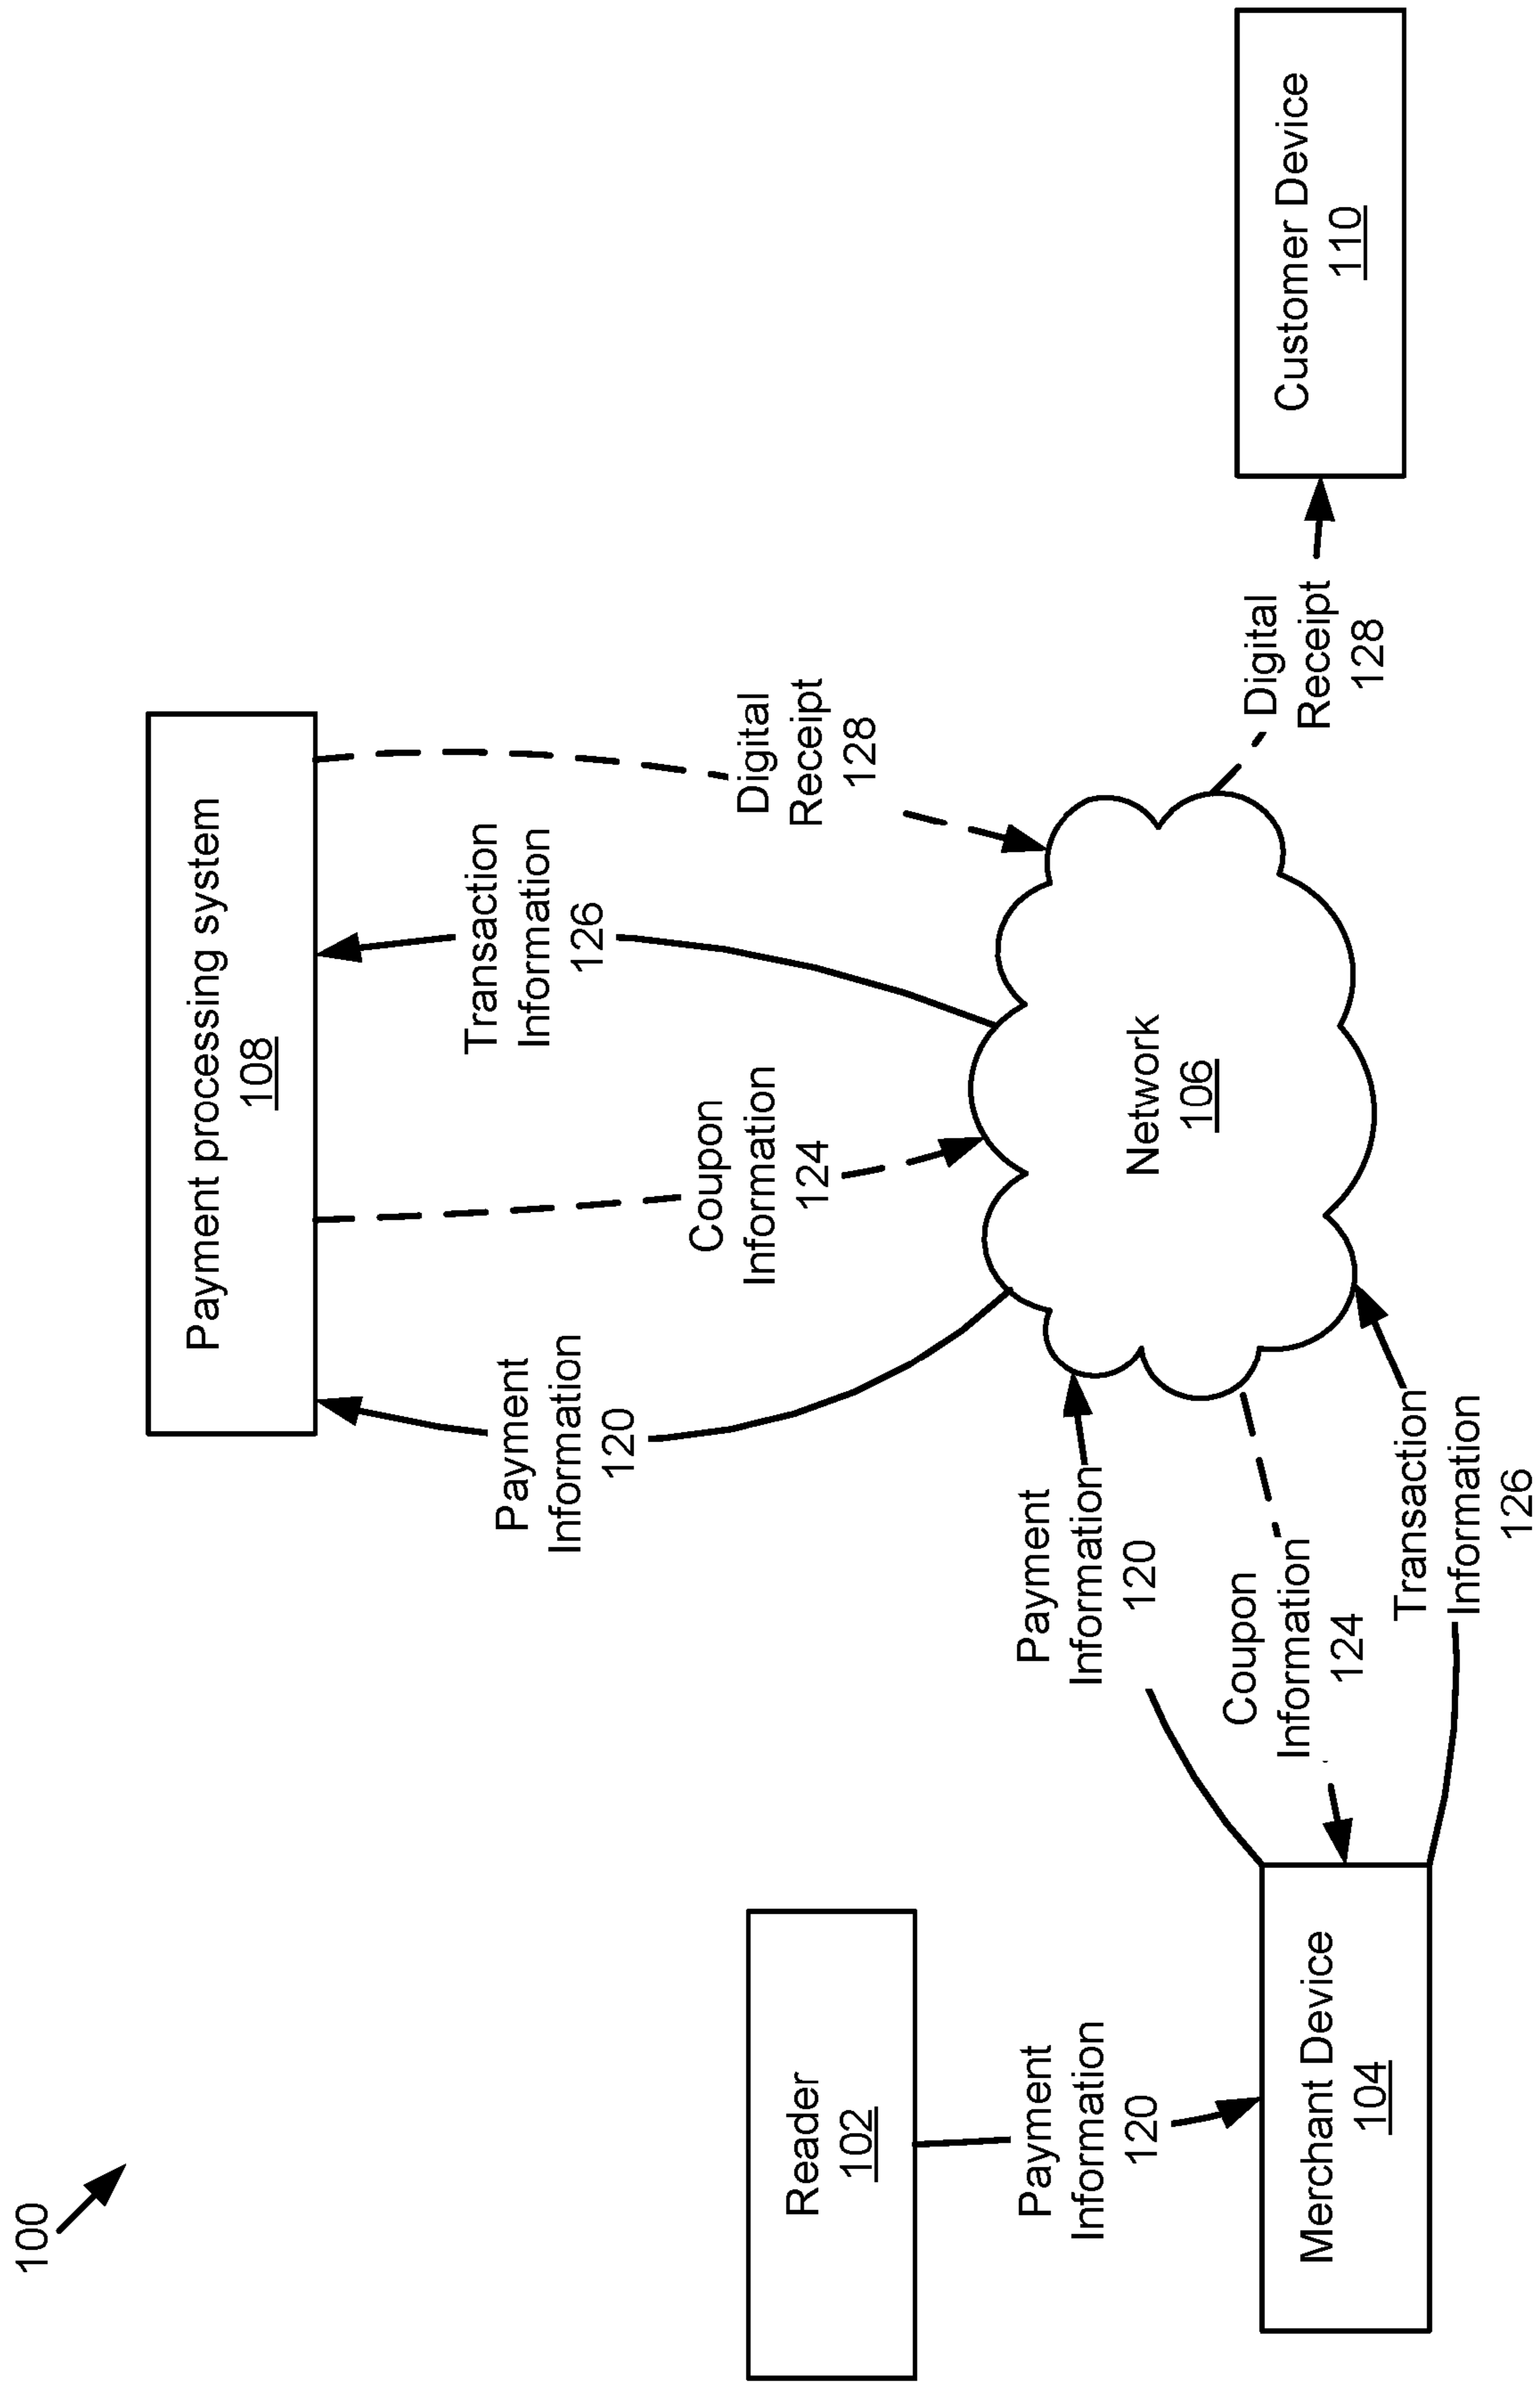 100
Payment processing system
108
Payment
Information
120
Coupon
Information
124
Transaction
Information
126
Digital
Receipt
128
Reader
102
Payment
Information
120
Merchant Device
104
Payment
Information
120
Coupon
Information
124
Transaction
Information
126
Network
106
Digital
Receipt
128
Customer Device
110